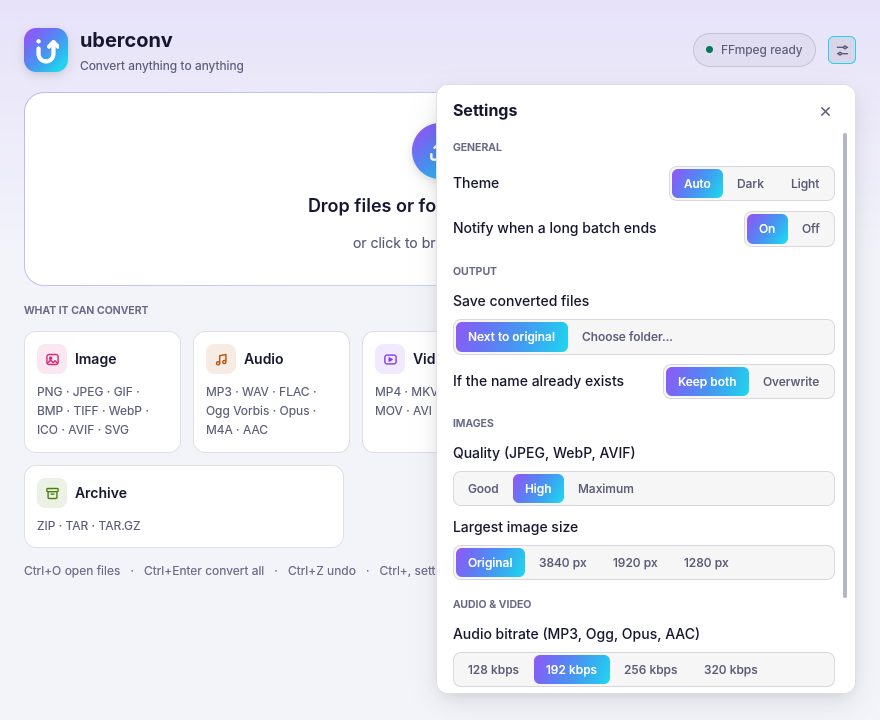 uberconv
Convert anything to anything
FFmpeg ready
Drop files or fo
or click to br
WHAT IT CAN CONVERT
Image
PNG · JPEG · GIF ·
BMP · TIFF · WebP ·
ICO · AVIF · SVG
Audio
MP3 · WAV · FLAC ·
Ogg Vorbis · Opus ·
M4A · AAC
Vid
MP4 · MKV
MOV · AVI
Archive
ZIP · TAR · TAR.GZ
Ctrl+O open files · Ctrl+Enter convert all · Ctrl+Z undo · Ctrl+, sett
Settings
GENERAL
Theme
Auto Dark Light
Notify when a long batch ends
On Off
OUTPUT
Save converted files
Next to original Choose folder...
If the name already exists
Keep both Overwrite
IMAGES
Quality (JPEG, WebP, AVIF)
Good High Maximum
Largest image size
Original 3840 px 1920 px 1280 px
AUDIO & VIDEO
Audio bitrate (MP3, Ogg, Opus, AAC)
128 kbps 192 kbps 256 kbps 320 kbps